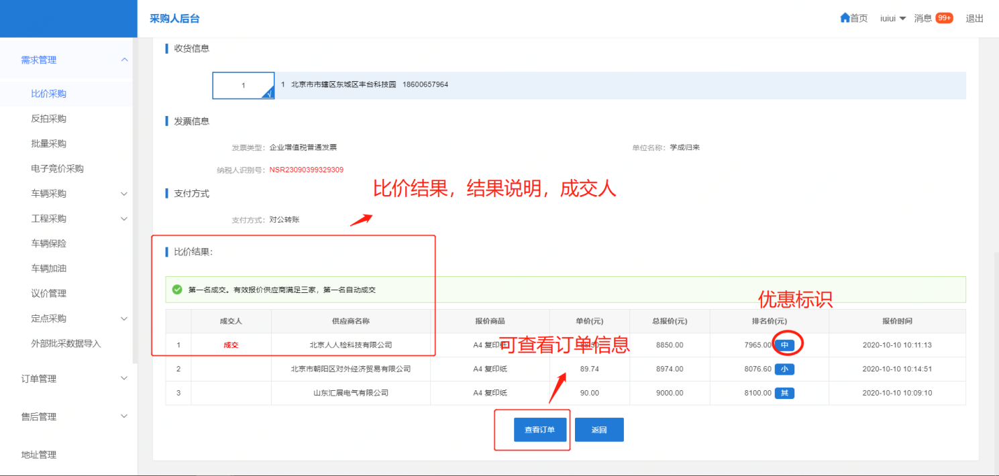 采购人后台
首页 iuiui 消息 99+ 退出
需求管理
比价采购
反拍采购
批量采购
电子竞价采购
车辆采购
工程采购
车辆保险
车辆加油
议价管理
定点采购
外部批采数据导入
订单管理
售后管理
地址管理
收货信息
1 1 北京市市辖区东城区丰台科技园 18600657964
发票信息
发票类型: 企业增值税普通发票 单位名称: 学成归来
纳税人识别号: NSR23090399329309
比价结果，结果说明，成交人
支付方式
支付方式: 对公转账
比价结果:
第一名成交。有效报价供应商满足三家，第一名自动成交
优惠标识
成交人 供应商名称 报价商品 单价(元) 总报价(元) 排名价(元) 报价时间
1 成交 北京人人检科技有限公司 A4 复印纸 8850.00 7965.00 中 2020-10-10 10:11:13
可查看订单信息
2 北京市朝阳区对外经济贸易有限公司 A4 复印纸 89.74 8974.00 8076.60 小 2020-10-10 10:14:51
3 山东汇展电气有限公司 A4 复印纸 90.00 9000.00 8100.00 其 2020-10-10 10:09:10
查看订单 返回